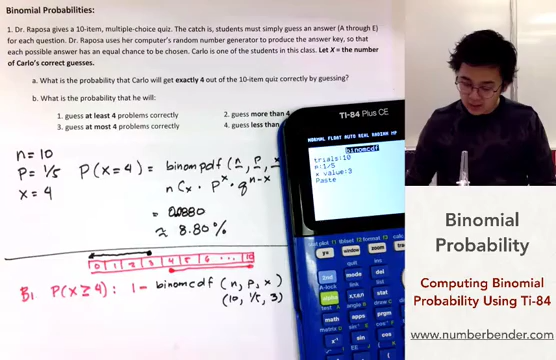 Binomial Probabilities:
1. Dr. Raposa gives a 10-item, multiple-choice quiz. The catch is, students must simply guess an answer (A through E)
for each question. Dr. Raposa uses her computer's random number generator to produce the answer key, so that
each possible answer has an equal chance to be chosen. Carlo is one of the students in this class. Let X = the number
of Carlo's correct guesses.
a. What is the probability that Carlo will get exactly 4 out of the 10-item quiz correctly by guessing?
b. What is the probability that he will:
1. guess at least 4 problems correctly
2. guess more than 4
3. guess at most 4 problems correctly
4. guess less than
n = 10
p = 1/5
x = 4
P(X=4) = binompdf (n, p, x
nCx · p^x · q^n-x
= 0.0880
≈ 8.80%
0 1 2 3 4 5 6 ... 10
B1 P(X ≥ 4): 1 - binomcdf (n, p, x)
(10, 1/5, 3)
TI-84 Plus CE
NORMAL FLOAT AUTO REAL RADIAN MP
binomcdf
trials:10
p:1/5
x value:3
Paste
Binomial
Probability
Computing Binomial
Probability Using Ti-84
www.numberbender.com